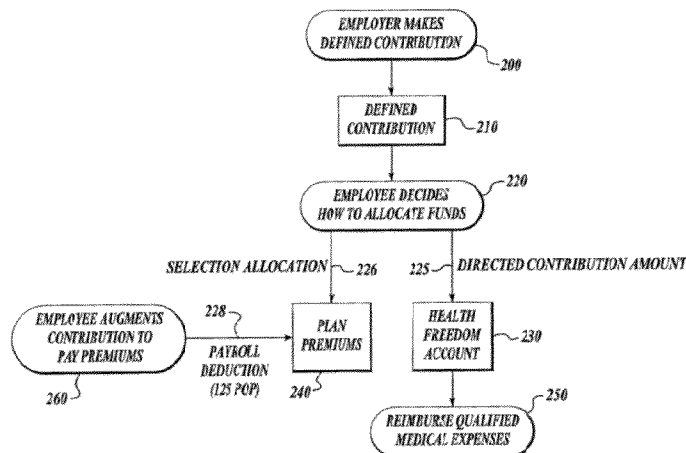 EMPLOYER MAKES
DEFINED CONTRIBUTION
200
DEFINED
CONTRIBUTION
210
EMPLOYEE DECIDES
HOW TO ALLOCATE FUNDS
220
SELECTION ALLOCATION
226
225
DIRECTED CONTRIBUTION AMOUNT
EMPLOYEE AUGMENTS
CONTRIBUTION TO
PAY PREMIUMS
260
228
PAYROLL
DEDUCTION
(125 POP)
PLAN
PREMIUMS
240
HEALTH
FREEDOM
ACCOUNT
230
REIMBURSE QUALIFIED
MEDICAL EXPENSES
250